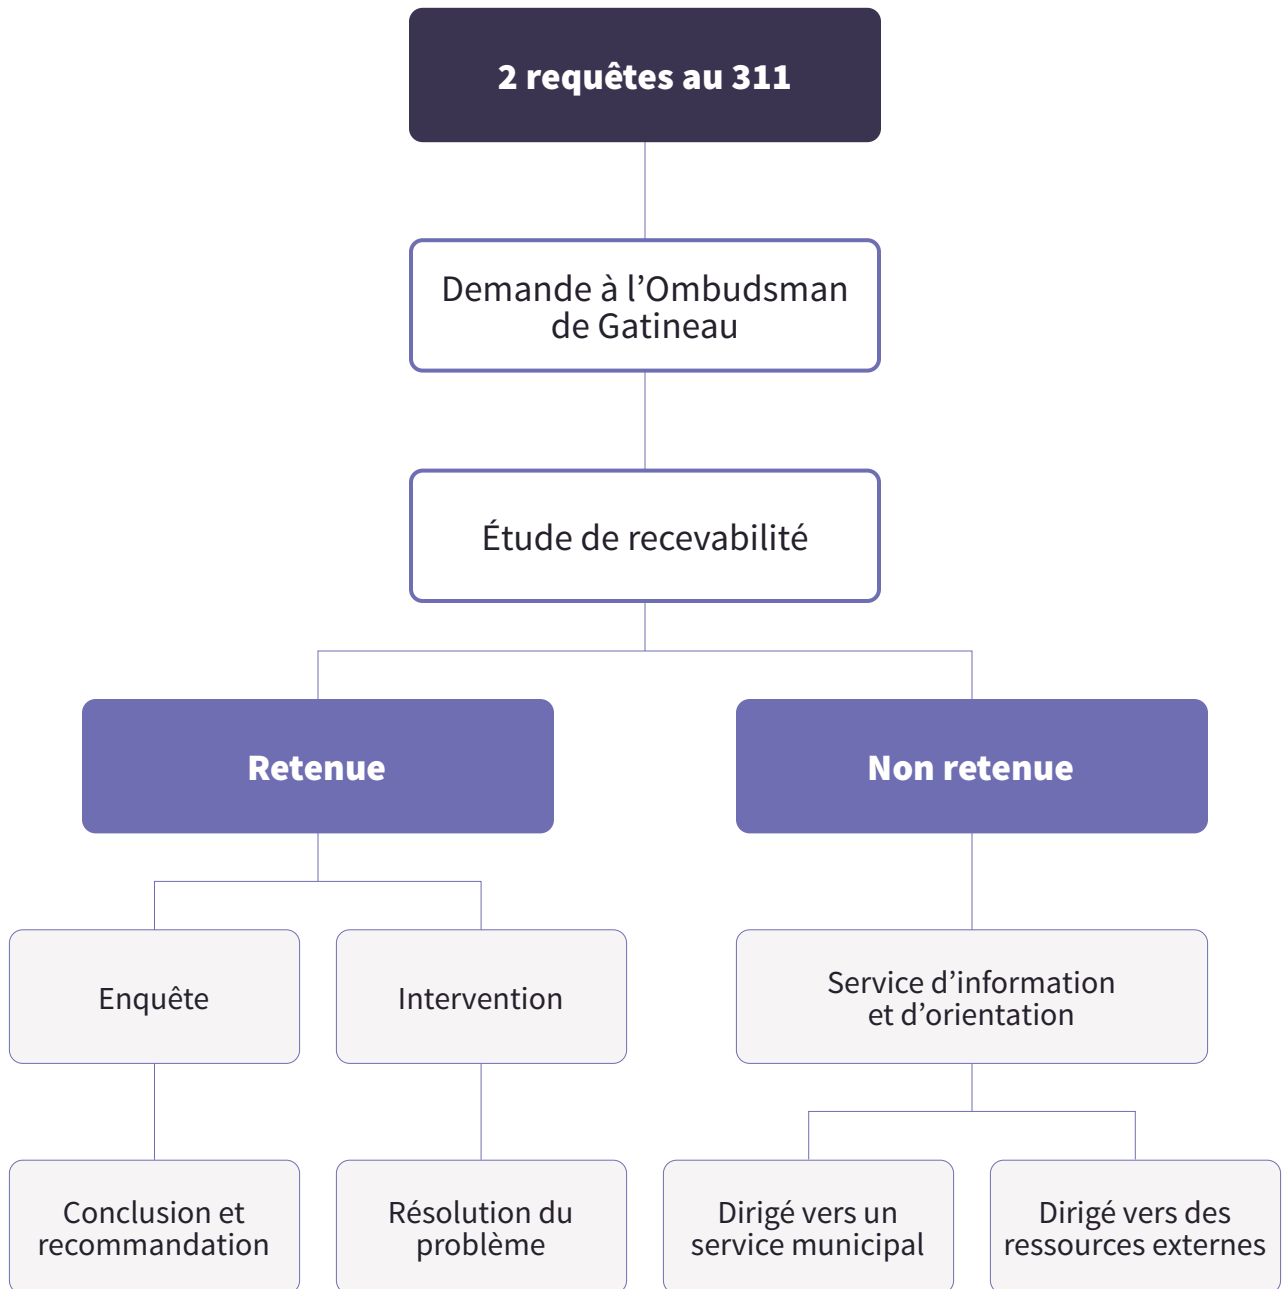 2 requêtes au 311
Demande à l’Ombudsman
de Gatineau
Étude de recevabilité
Retenue
Non retenue
Enquête
Intervention
Service d’information
et d’orientation
Conclusion et
recommandation
Résolution du
problème
Dirigé vers un
service municipal
Dirigé vers des
ressources externes